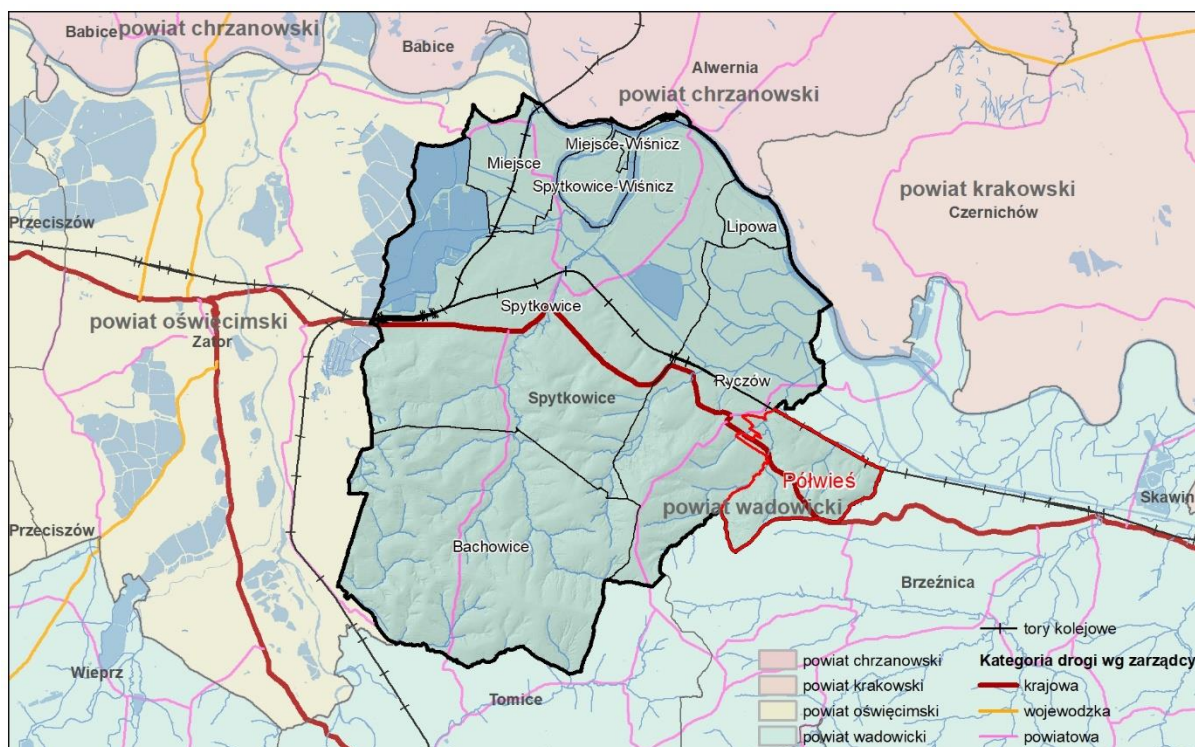 Babice
powiat chrzanowski
Babice
Alwernia
powiat chrzanowski
Miejsce-Wiśnicz
Miejsce
Spytkowice-Wiśnicz
powiat krakowski
Czernichów
Przeciszów
Lipowa
Spytkowice
powiat oświęcimski
Zator
Ryczów
Spytkowice
Półwieś
powiat wadowicki
Skawin
Przeciszów
Bachowice
Brzeźnica
Wieprz
Tomice
tory kolejowe
powiat chrzanowski
powiat krakowski
powiat oświęcimski
powiat wadowicki
Kategoria drogi wg zarządcy
krajowa
wojewodzka
powiatowa